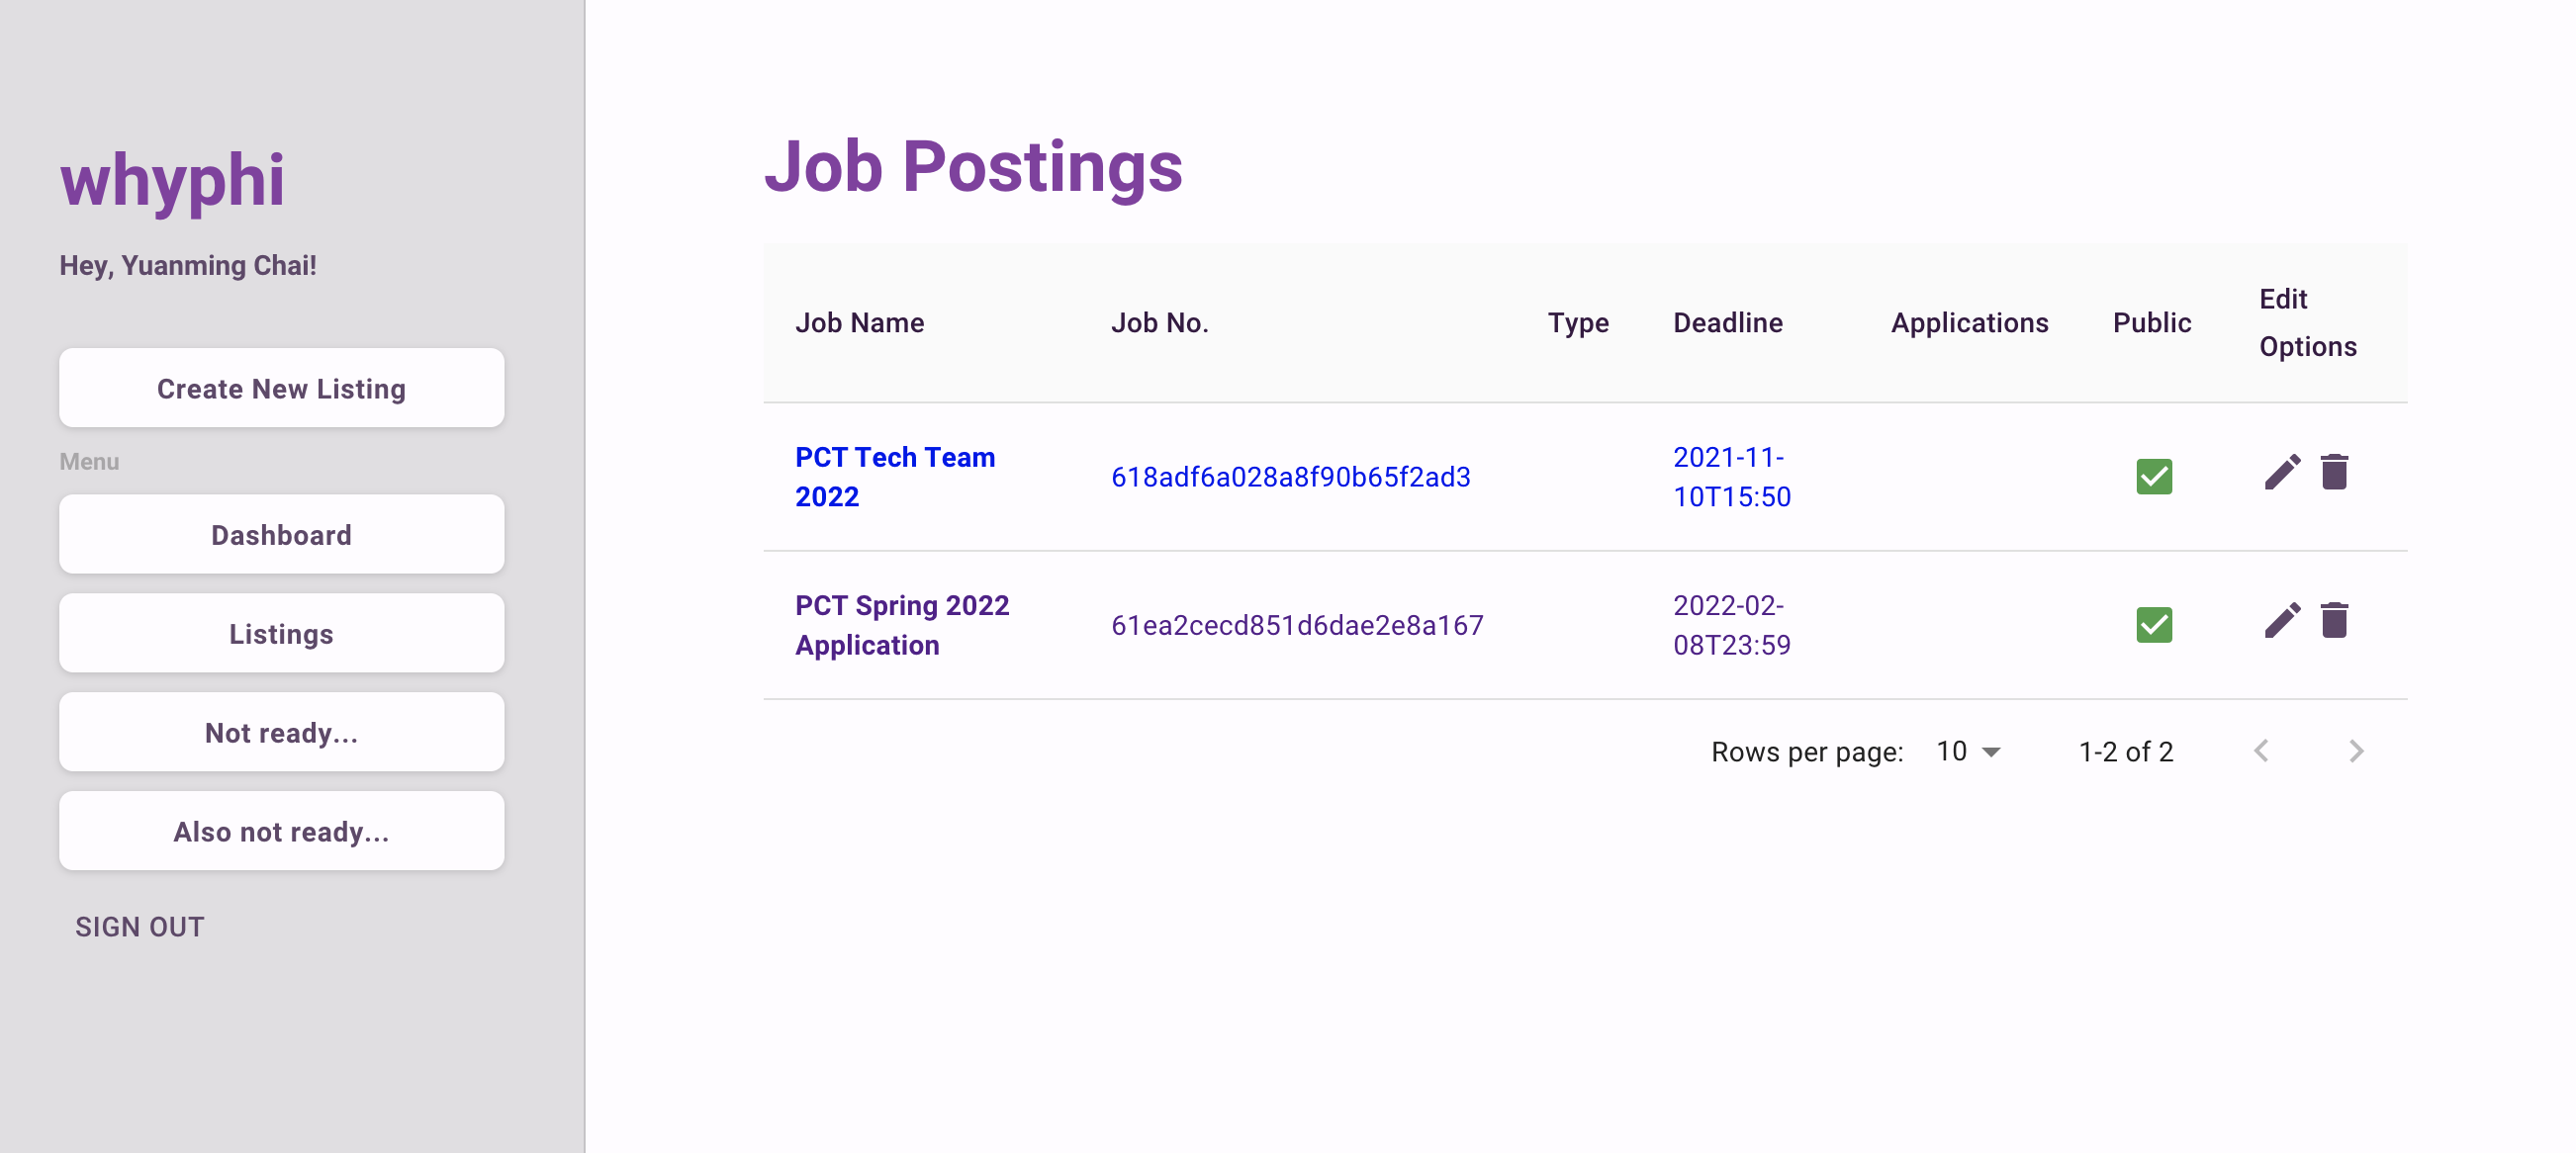 whyphi
Hey, Yuanming Chai!
Create New Listing
Menu
Dashboard
Listings
Not ready...
Also not ready...
SIGN OUT
Job Postings
Job Name Job No. Type Deadline Applications Public Edit
Options
PCT Tech Team
2022
618adf6a028a8f90b65f2ad3
2021-11-
10T15:50
PCT Spring 2022
Application
61ea2cecd851d6dae2e8a167
2022-02-
08T23:59
Rows per page: 10 1-2 of 2